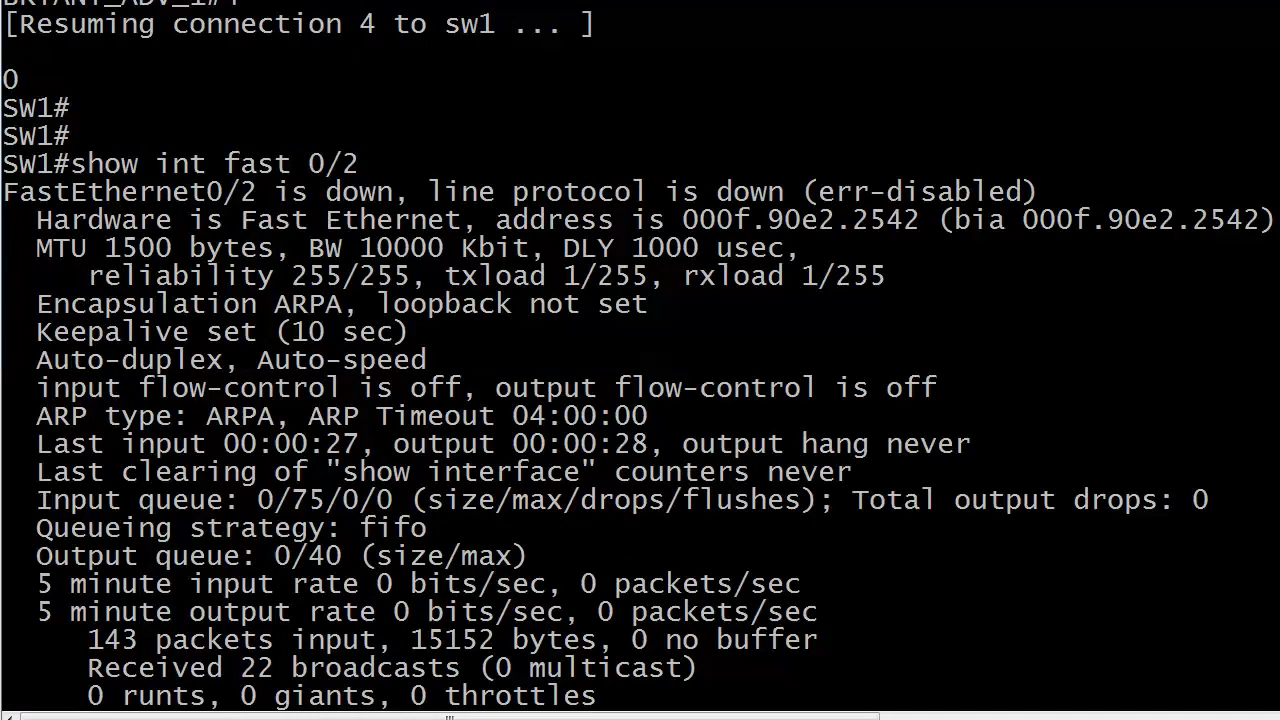 [Resuming connection 4 to sw1 ... ]
0
SW1#
SW1#
SW1#show int fast 0/2
FastEthernet0/2 is down, line protocol is down (err-disabled)
Hardware is Fast Ethernet, address is 000f.90e2.2542 (bia 000f.90e2.2542)
MTU 1500 bytes, BW 10000 Kbit, DLY 1000 usec,
reliability 255/255, txload 1/255, rxload 1/255
Encapsulation ARPA, loopback not set
Keepalive set (10 sec)
Auto-duplex, Auto-speed
input flow-control is off, output flow-control is off
ARP type: ARPA, ARP Timeout 04:00:00
Last input 00:00:27, output 00:00:28, output hang never
Last clearing of "show interface" counters never
Input queue: 0/75/0/0 (size/max/drops/flushes); Total output drops: 0
Queueing strategy: fifo
Output queue: 0/40 (size/max)
5 minute input rate 0 bits/sec, 0 packets/sec
5 minute output rate 0 bits/sec, 0 packets/sec
143 packets input, 15152 bytes, 0 no buffer
Received 22 broadcasts (0 multicast)
0 runts, 0 giants, 0 throttles